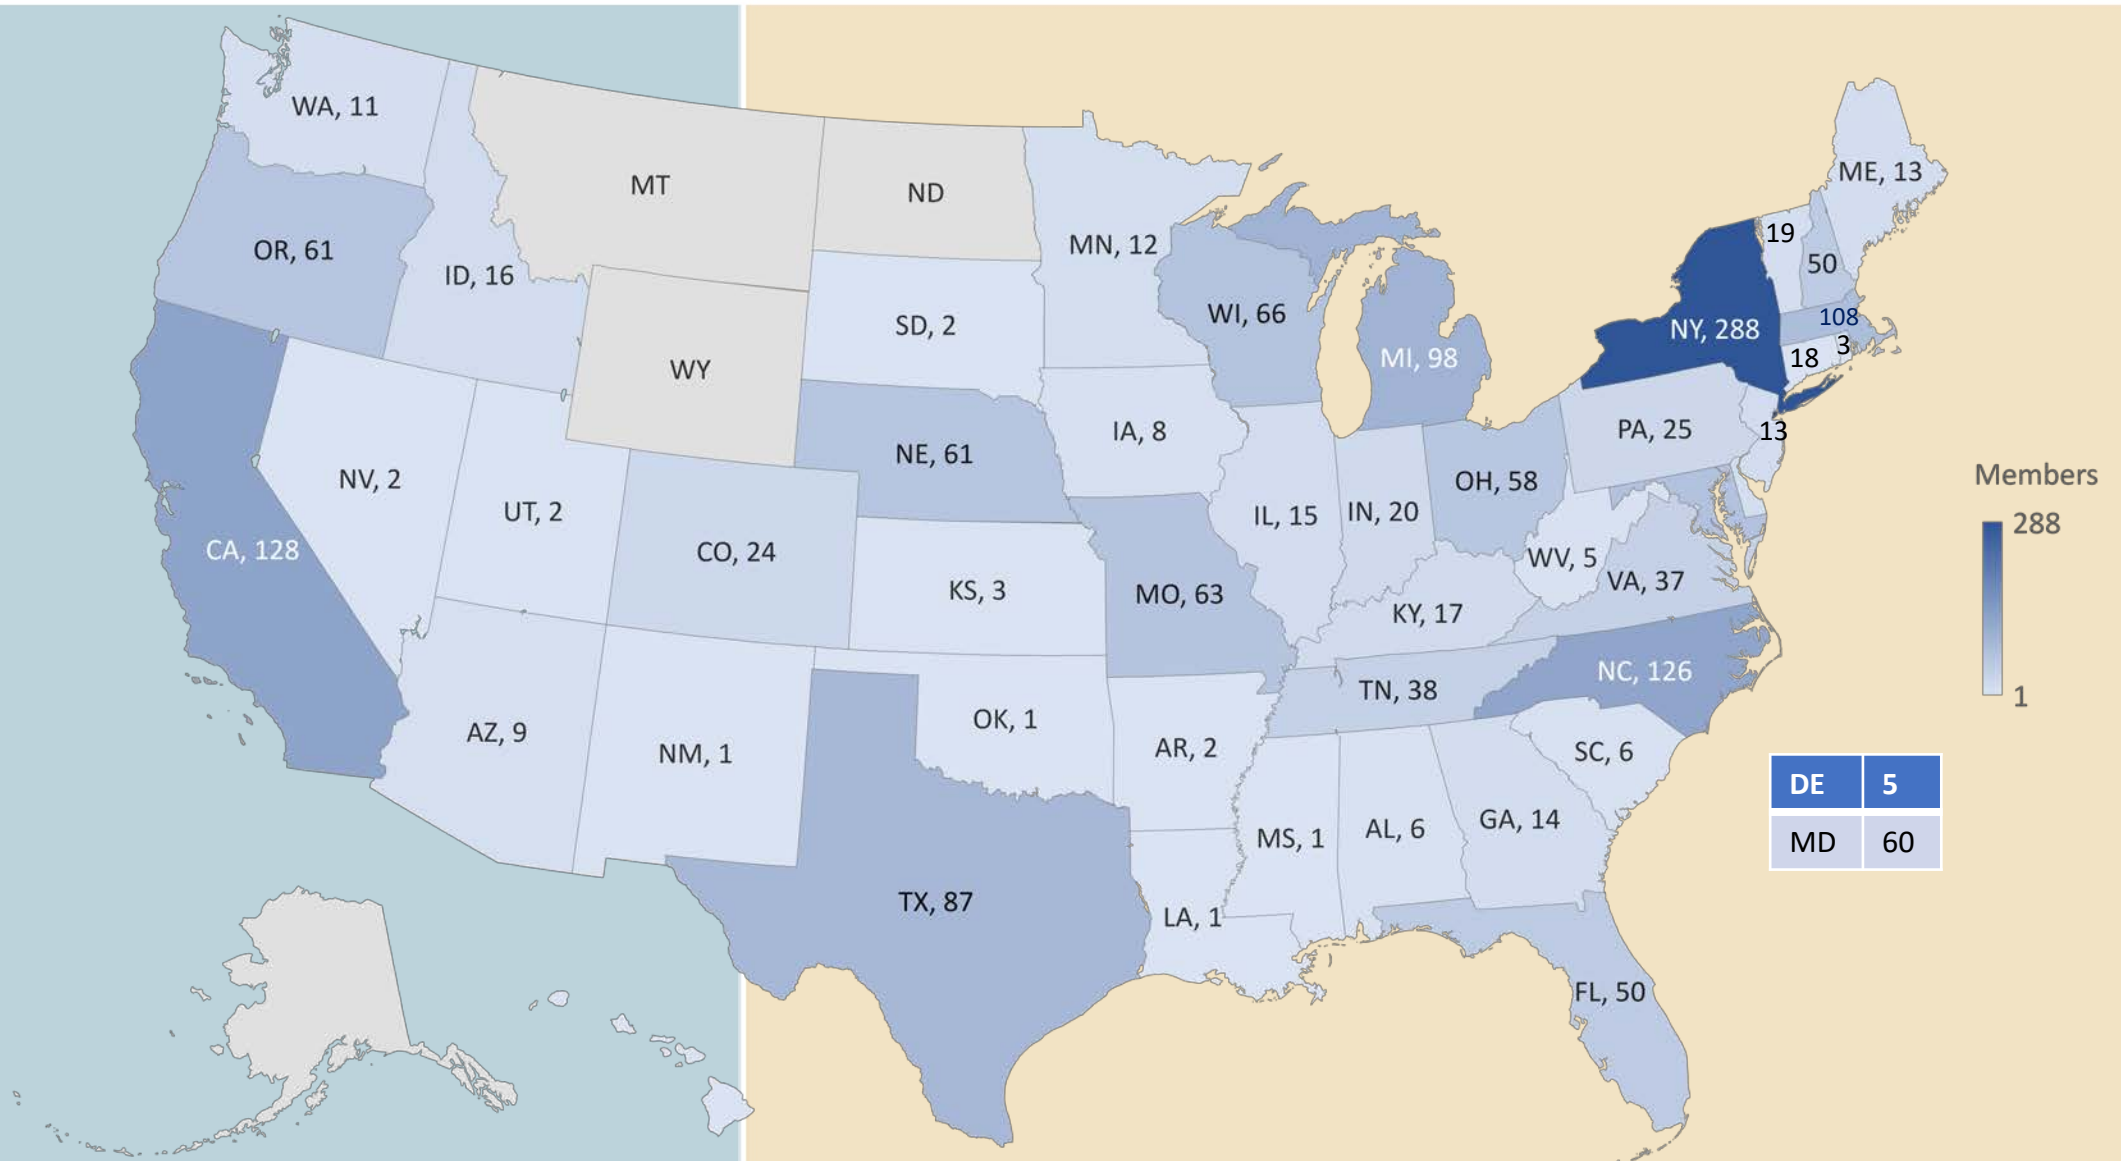 WA, 11
MT
ND
ME, 13
OR, 61
ID, 16
MN, 12
19
50
WY
SD, 2
WI, 66
MI, 98
NY, 288
108
18
3
NV, 2
UT, 2
NE, 61
IA, 8
PA, 25
13
CA, 128
CO, 24
KS, 3
MO, 63
IL, 15
IN, 20
OH, 58
WV, 5
VA, 37
KY, 17
Members
288
1
AZ, 9
NM, 1
OK, 1
AR, 2
TN, 38
NC, 126
SC, 6
TX, 87
LA, 1
MS, 1
AL, 6
GA, 14
FL, 50
DE 5
MD 60